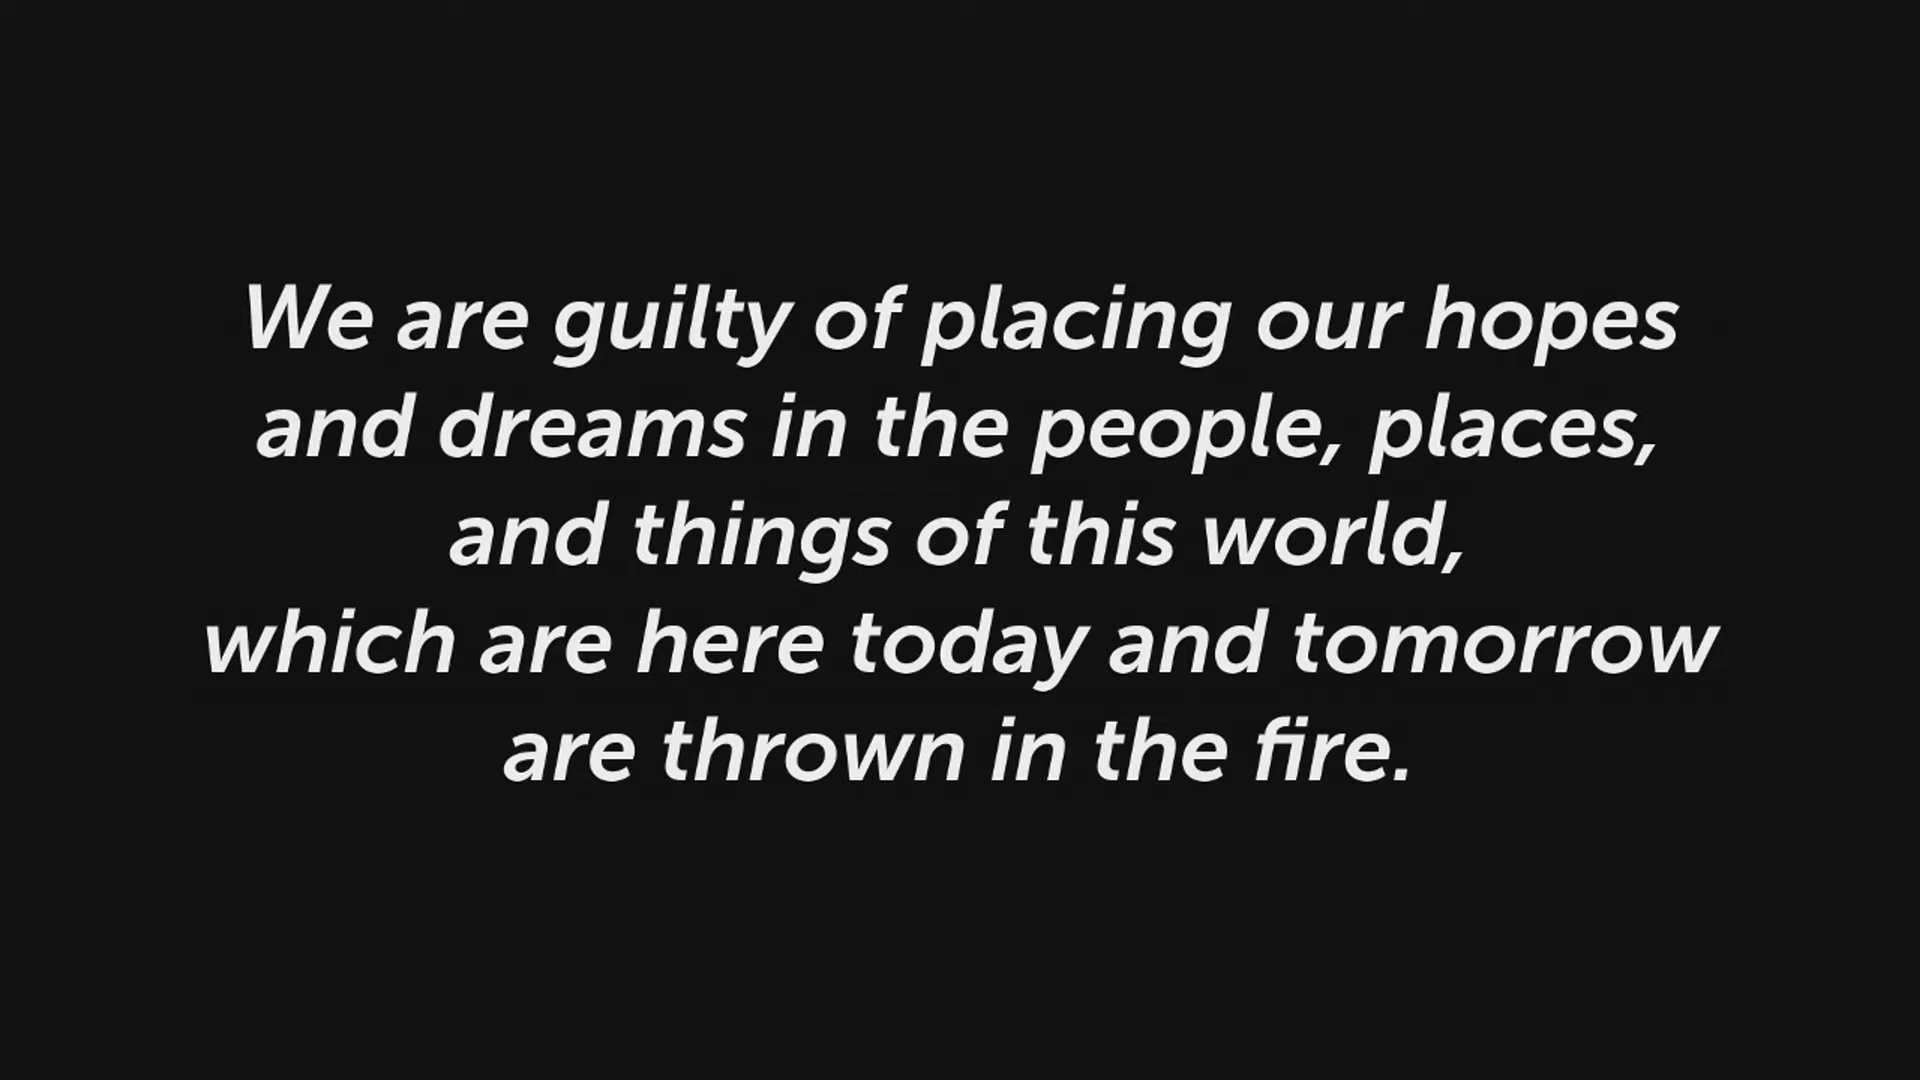 We are guilty of placing our hopes
and dreams in the people, places,
and things of this world,
which are here today and tomorrow
are thrown in the fire.